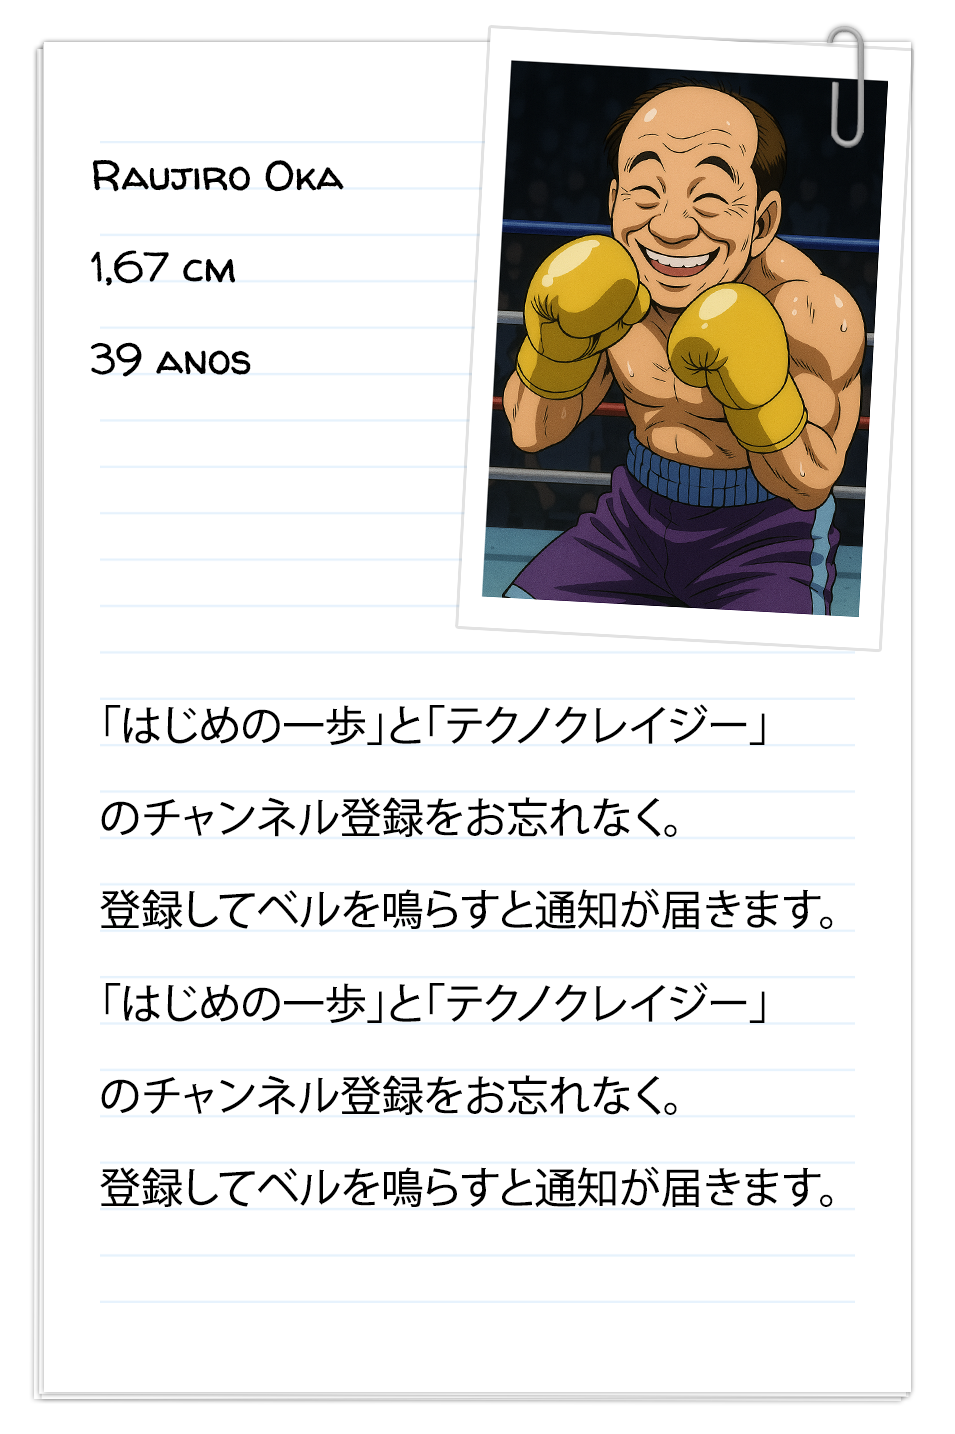 Raujiro Oka
1,67 cm
39 anos
「はじめの一歩」と「テクノクレイジー」
のチャンネル登録をお忘れなく。
登録してベルを鳴らすと通知が届きます。
「はじめの一歩」と「テクノクレイジー」
のチャンネル登録をお忘れなく。
登録してベルを鳴らすと通知が届きます。